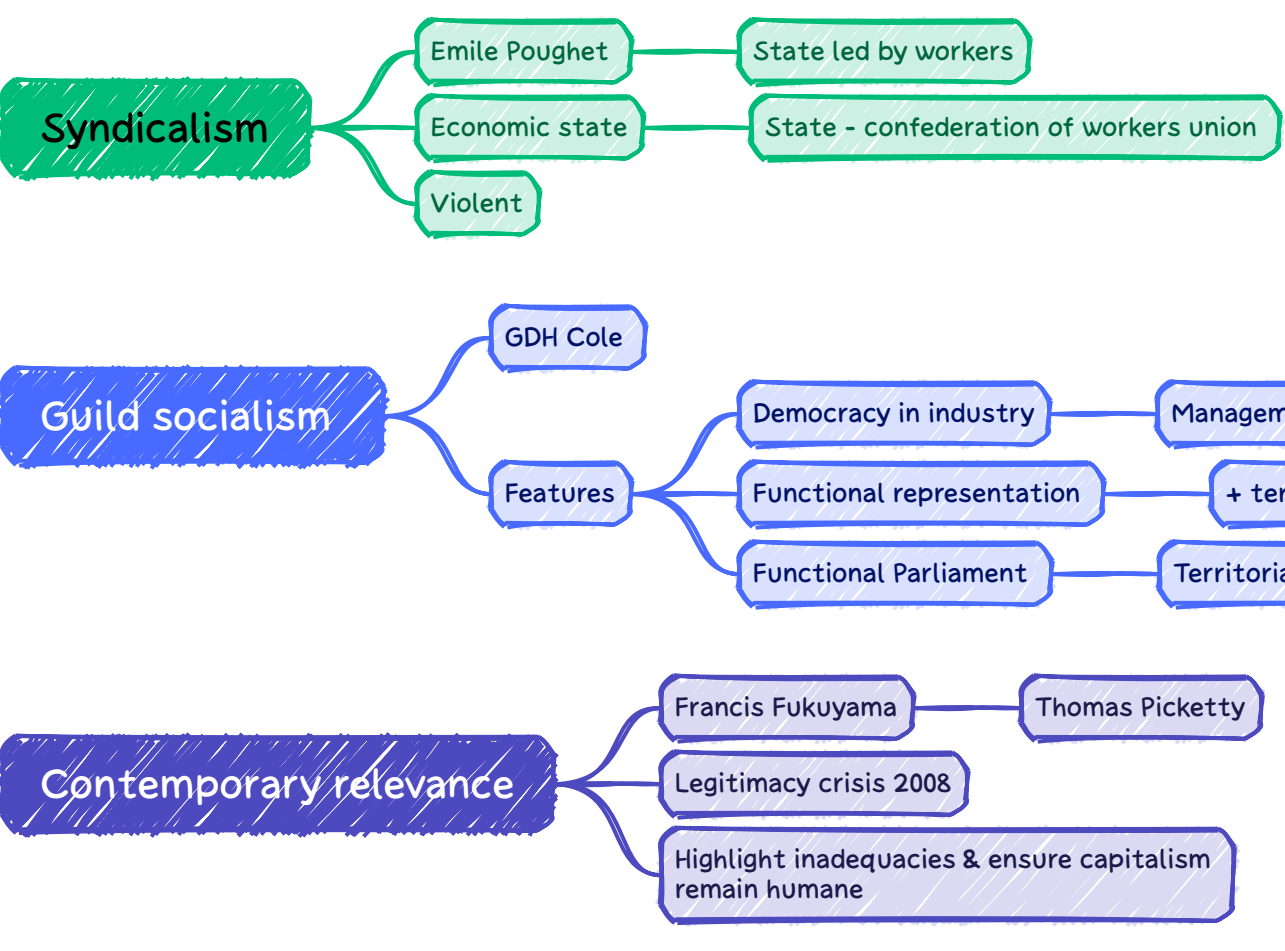 Syndicalism
Emile Poughet
State led by workers
Economic state
State - confederation of workers union
Violent
Guild socialism
GDH Cole
Features
Democracy in industry
Functional representation
+
Functional Parliament
Contemporary relevance
Francis Fukuyama
Thomas Picketty
Legitimacy crisis 2008
Highlight inadequacies & ensure capitalism
remain humane